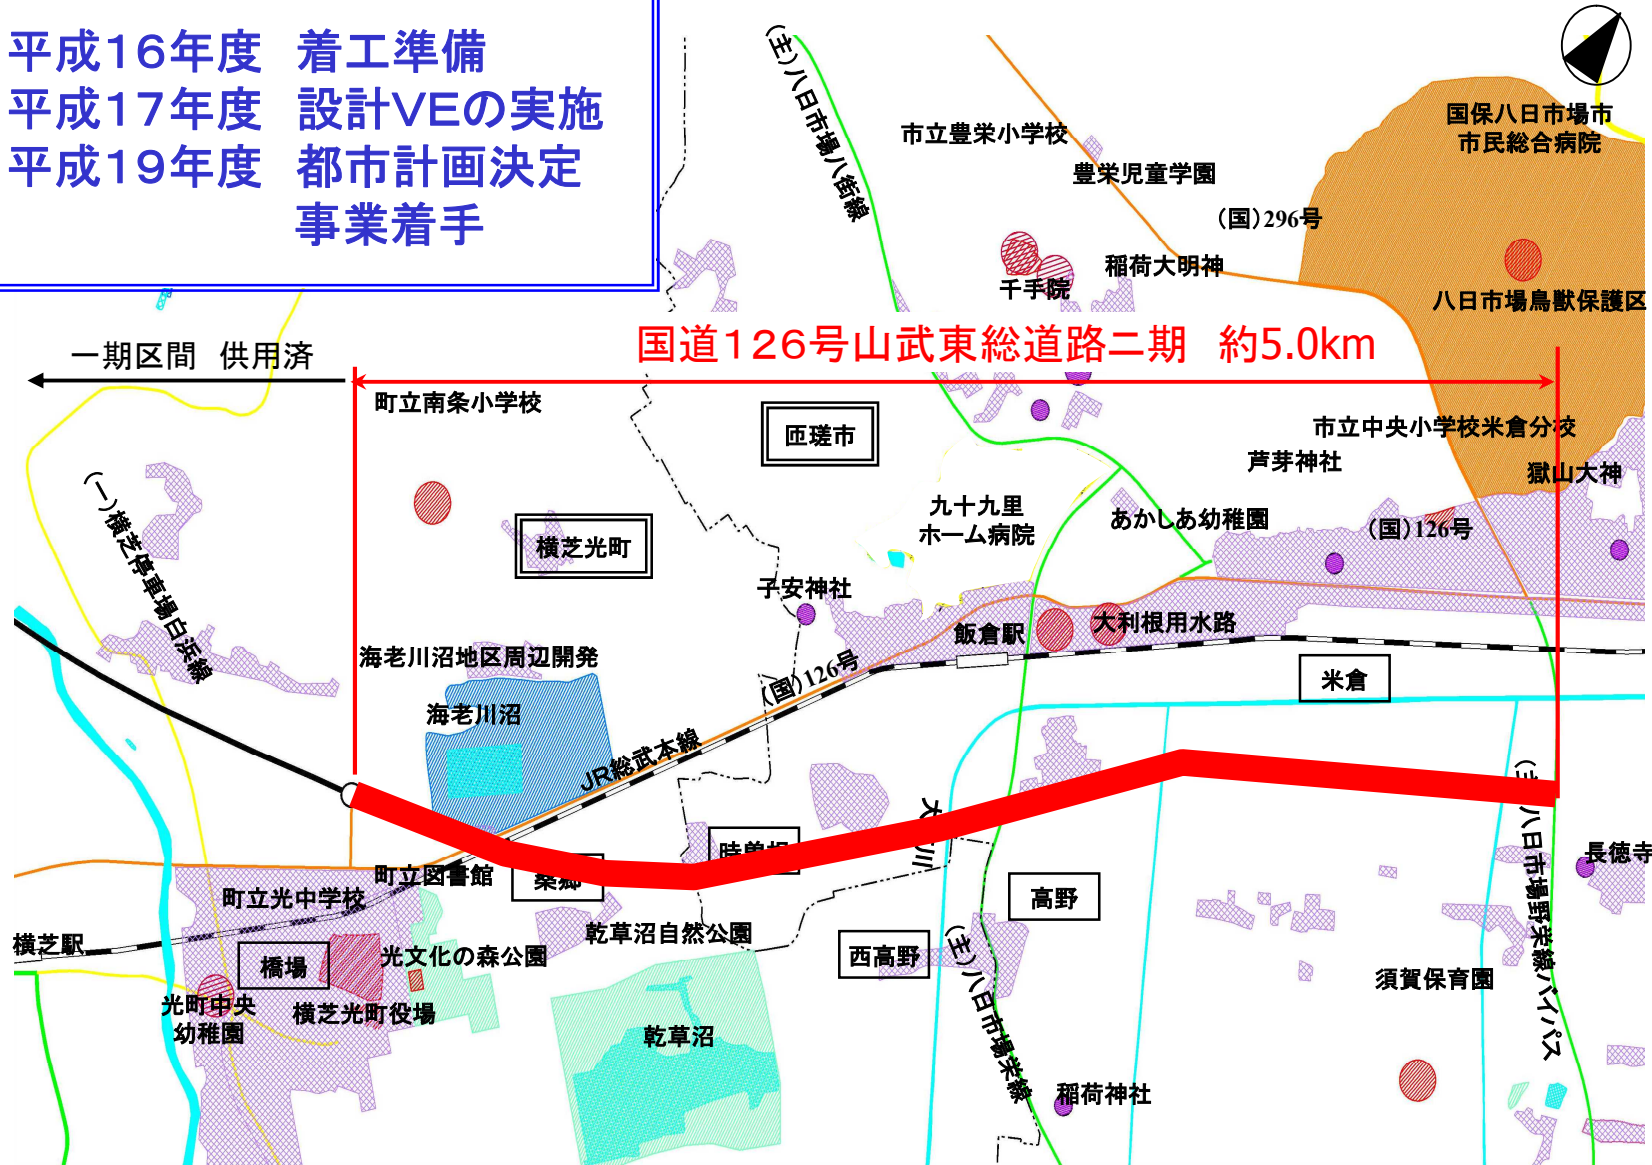 平成16年度　着工準備
平成17年度　設計VEの実施
平成19年度　都市計画決定
事業着手
(主)八日市場八街線
市立豊栄小学校
豊栄児童学園
(国)296号
国保八日市場市
市民総合病院
稲荷大明神
千手院
八日市場鳥獣保護区
一期区間　供用済
国道126号山武東総道路二期　約5.0km
町立南条小学校
匝瑳市
市立中央小学校米倉分校
芦芽神社
獄山大神
(一)横芝停車場白浜線
九十九里
ホーム病院
あかしあ幼稚園
(国)126号
横芝光町
子安神社
飯倉駅
大利根用水路
海老川沼地区周辺開発
(国)126号
米倉
海老川沼
JR総武本線
(主)八日市場野栄線バイパス
長徳寺
町立図書館
町立光中学校
高野
横芝駅
橋場
光文化の森公園
乾草沼自然公園
西高野
(主)八日市場栄線
須賀保育園
光町中央
幼稚園
横芝光町役場
乾草沼
稲荷神社